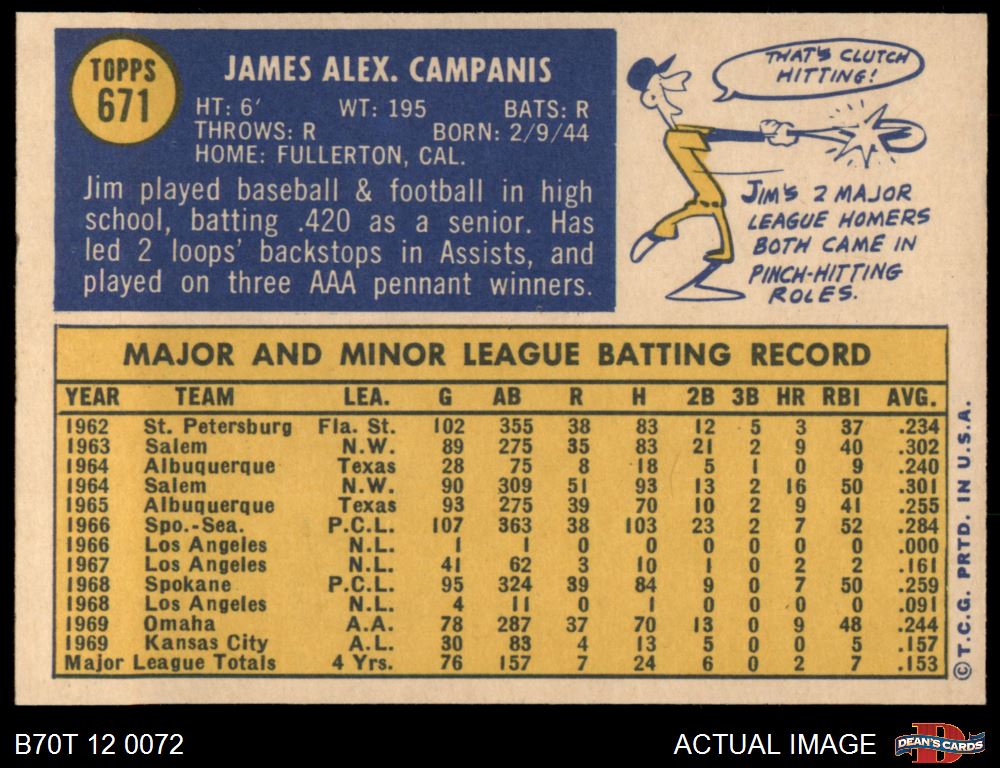 TOPPS
671
JAMES ALEX. CAMPANIS
HT: 6' WT: 195 BATS: R
THROWS: R BORN: 2/9/44
HOME: FULLERTON, CAL.
Jim played baseball & football in high
school, batting .420 as a senior. Has
led 2 loops' backstops in Assists, and
played on three AAA pennant winners.
THAT'S CLUTCH
HITTING!
JIM'S 2 MAJOR
LEAGUE HOMERS
BOTH CAME IN
PINCH-HITTING
ROLES.
MAJOR AND MINOR LEAGUE BATTING RECORD
YEAR TEAM LEA. G AB R H 2B 3B HR RBI AVG.
1962 St. Petersburg Fla. St. 102 355 38 83 12 5 3 37 .234
1963 Salem N.W. 89 275 35 83 21 2 9 40 .302
1964 Albuquerque Texas 28 75 8 18 5 1 0 9 .240
1964 Salem N.W. 90 309 51 93 13 2 16 50 .301
1965 Albuquerque Texas 93 275 39 70 10 2 9 41 .255
1966 Spo.-Sea. P.C.L. 107 363 38 103 23 2 7 52 .284
1966 Los Angeles N.L. 1 1 0 0 0 0 0 0 .000
1967 Los Angeles N.L. 41 62 3 10 1 0 2 2 .161
1968 Spokane P.C.L. 95 324 39 84 9 0 7 50 .259
1968 Los Angeles N.L. 4 11 0 1 0 0 0 0 .091
1969 Omaha A.A. 78 287 37 70 13 0 9 48 .244
1969 Kansas City A.L. 30 83 4 13 5 0 0 5 .157
Major League Totals 4 Yrs. 76 157 7 24 6 0 2 7 .153
© T.C.G. PRTD. IN U.S.A.
B70T 12 0072
ACTUAL IMAGE
D
DEAN'S CARDS